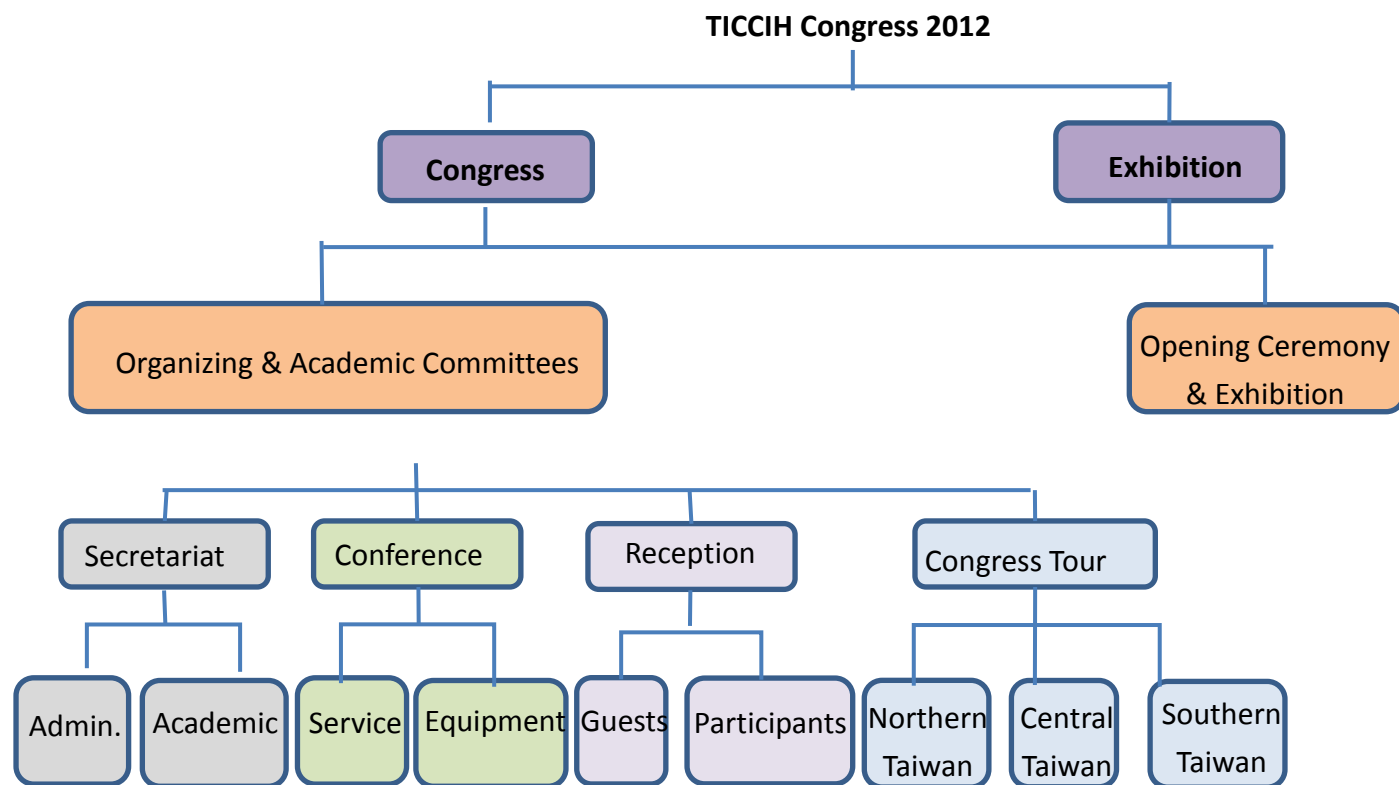 TICCIH Congress 2012
Congress
Exhibition
Organizing & Academic Committees
Opening Ceremony
& Exhibition
Secretariat
Conference
Reception
Congress Tour
Admin.
Academic
Service
Equipment
Guests
Participants
Northern
Taiwan
Central
Taiwan
Southern
Taiwan